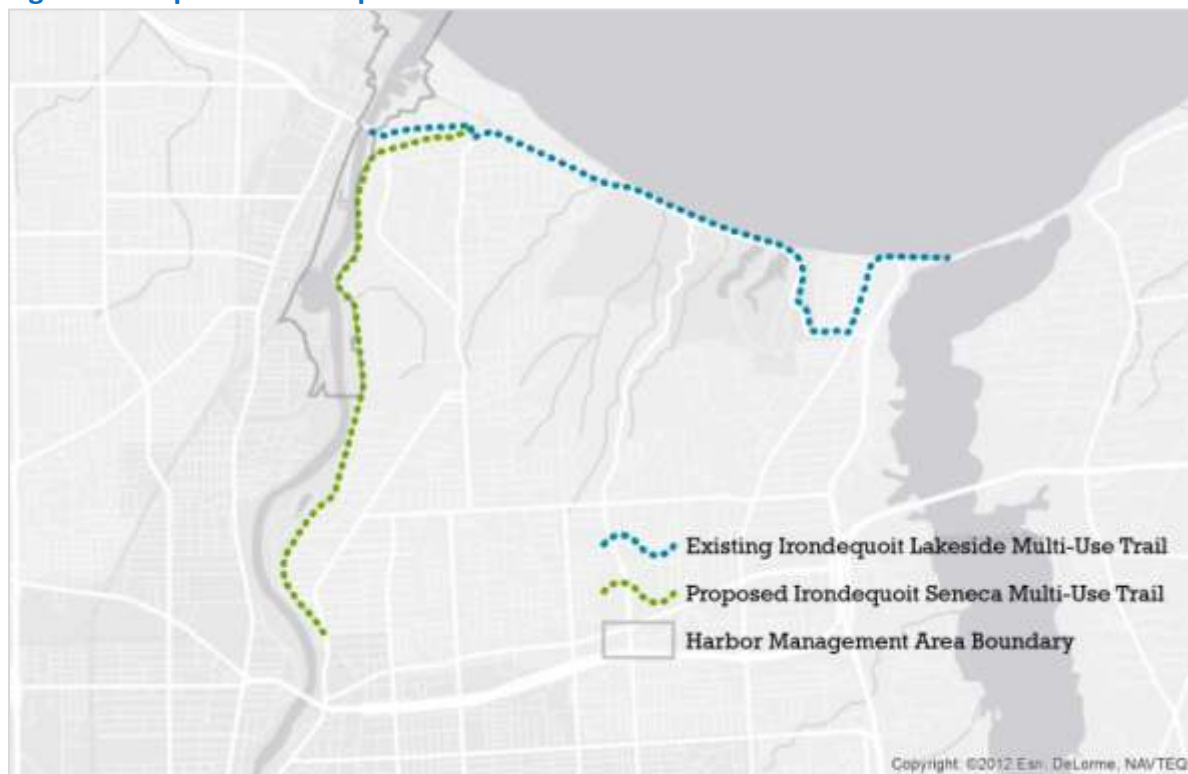 Existing Irondequoit Lakeside Multi-Use Trail
Proposed Irondequoit Seneca Multi-Use Trail
Harbor Management Area Boundary
Copyright: ©2012 Esri, DeLorme, NAVTEQ